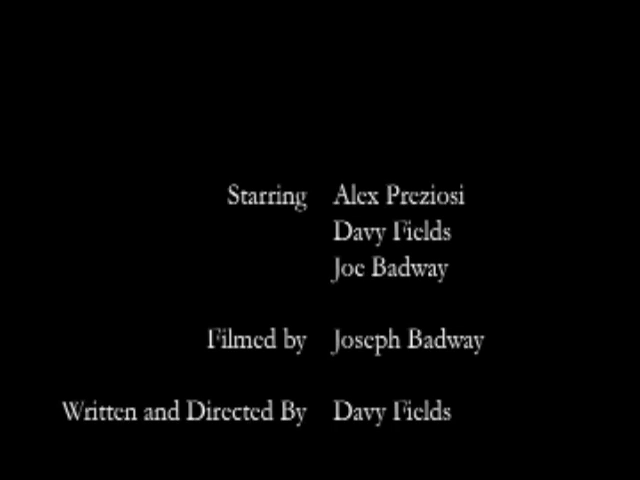 Starring Alex Preziosi
Davy Fields
Joe Badway
Filmed by Joseph Badway
Written and Directed By Davy Fields